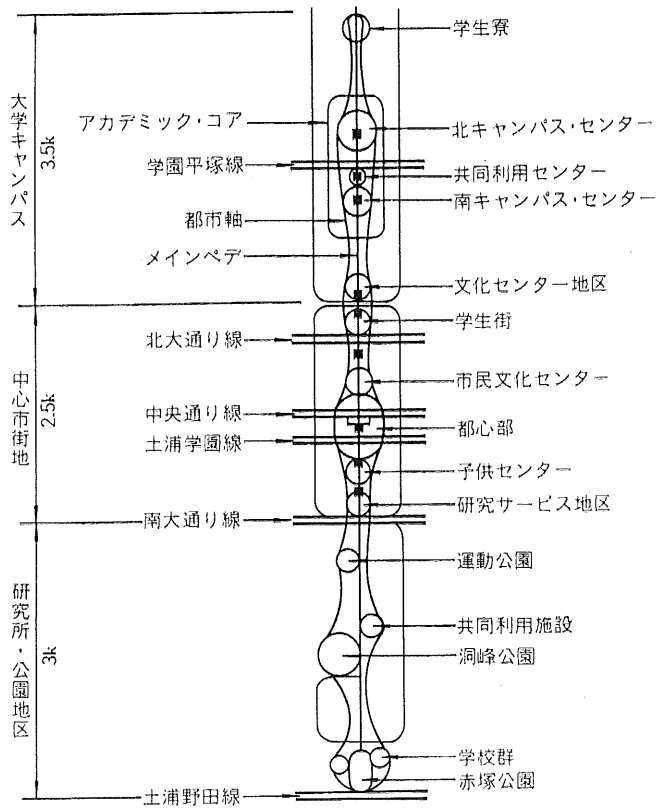 学生寮
アカデミック・コア
北キャンパス・センター
学園平塚線
共同利用センター
南キャンパス・センター
都市軸
メインペデ
文化センター地区
学生街
北大通り線
市民文化センター
中央通り線
都心部
土浦学園線
子供センター
研究サービス地区
南大通り線
運動公園
共同利用施設
洞峰公園
学校群
赤塚公園
土浦野田線
大学キャンパス
3.5k
中心市街地
2.5k
研究所・公園地区
3k